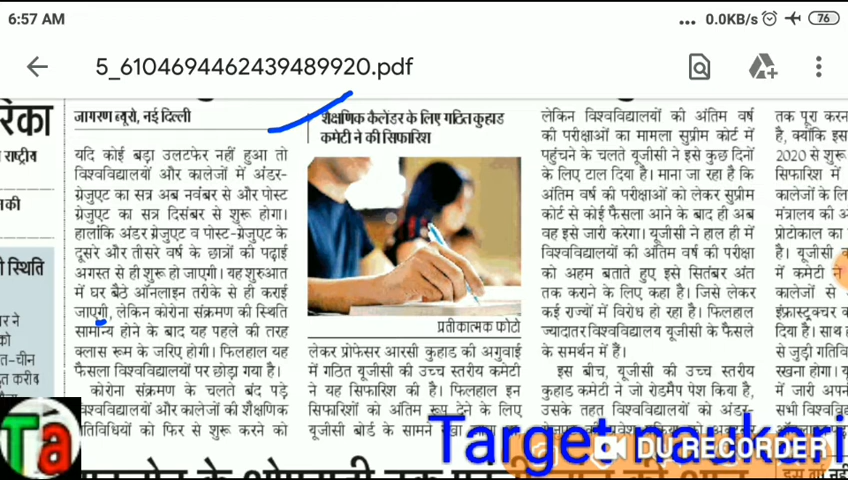 6:57 AM
... 0.0KB/s 76
5_6104694462439489920.pdf
रिका
राष्ट्रीय
की
स्थिति
र ने
को
त-चीन
करीब
जागरण ब्यूरो, नई दिल्ली
यदि कोई बड़ा उलटफेर नहीं हुआ तो
विश्वविद्यालयों और कालेजों में अंडर-
ग्रेजुएट का सत्र अब नवंबर से और पोस्ट
ग्रेजुएट का सत्र दिसंबर से शुरू होगा।
हालांकि अंडर ग्रेजुएट व पोस्ट-ग्रेजुएट के
दूसरे और तीसरे वर्ष के छात्रों की पढ़ाई
अगस्त से ही शुरू हो जाएगी। यह शुरुआत
में घर बैठे ऑनलाइन तरीके से ही कराई
जाएगी, लेकिन कोरोना संक्रमण की स्थिति
सामान्य होने के बाद यह पहले की तरह
क्लास रूम के जरिए होगी। फिलहाल यह
फैसला विश्वविद्यालयों पर छोड़ा गया है।
कोरोना संक्रमण के चलते बंद पड़े
विश्वविद्यालयों और कालेजों की शैक्षणिक
गतिविधियों को फिर से शुरू करने को
शैक्षणिक कैलेंडर के लिए गठित कुहाड
कमेटी ने की सिफारिश
प्रतीकात्मक फोटो
लेकर प्रोफेसर आरसी कुहाड की अगुवाई
में गठित यूजीसी की उच्च स्तरीय कमेटी
ने यह सिफारिश की है। फिलहाल इन
सिफारिशों को अंतिम रूप देने के लिए
यूजीसी बोर्ड के सामने रखा
लेकिन विश्वविद्यालयों की अंतिम वर्ष
की परीक्षाओं का मामला सुप्रीम कोर्ट में
पहुंचने के चलते यूजीसी ने इसे कुछ दिनों
के लिए टाल दिया है। माना जा रहा है कि
अंतिम वर्ष की परीक्षाओं को लेकर सुप्रीम
कोर्ट से कोई फैसला आने के बाद ही अब
वह इसे जारी करेगा। यूजीसी ने हाल ही में
विश्वविद्यालयों की अंतिम वर्ष की परीक्षा
को अहम बताते हुए इसे सितंबर अंत
तक कराने के लिए कहा है। जिसे लेकर
कई राज्यों में विरोध हो रहा है। फिलहाल
ज्यादातर विश्वविद्यालय यूजीसी के फैसले
के समर्थन में हैं।
इस बीच, यूजीसी की उच्च स्तरीय
कुहाड कमेटी ने जो रोडमैप पेश किया है,
उसके तहत विश्वविद्यालयों को अंडर-
तक पूरा करन
है, क्योंकि इस
2020 से शुरू
सिफारिश में
कालेजों के लि
मंत्रालय की अ
प्रोटोकाल का
है। यूजीसी
में कमेटी ने
कालेजों से
इंफ्रास्ट्रक्चर क
दिया है। साथ ह
से जुड़ी गतिवि
रखना होगा। य
में जारी अपन
सभी विश्ववि
Ta
Target naukari
DU RECORDER